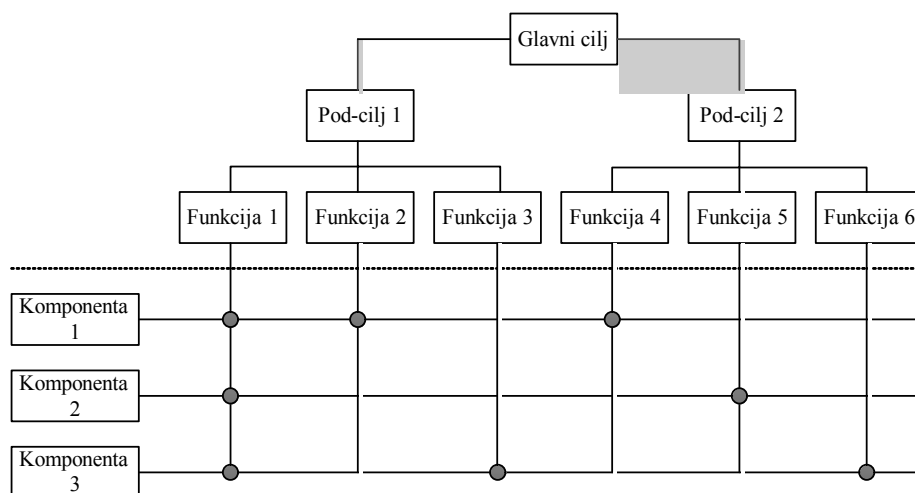 Glavni cilj
Pod-cilj 1
Pod-cilj 2
Funkcija 1
Funkcija 2
Funkcija 3
Funkcija 4
Funkcija 5
Funkcija 6
Komponenta
1
Komponenta
2
Komponenta
3